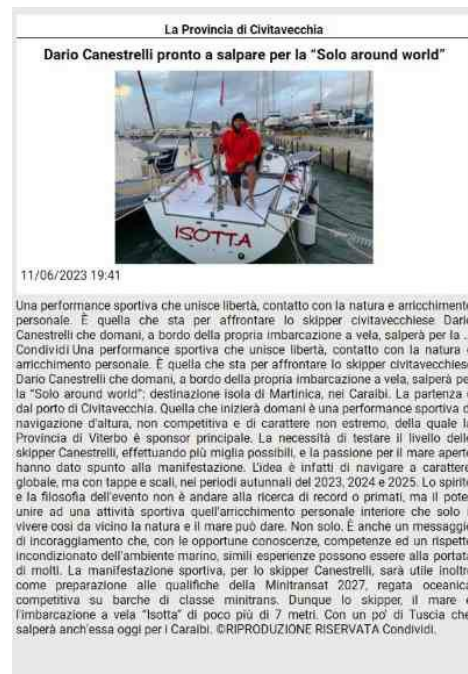 La Provincia di Civitavecchia
Dario Canestrelli pronto a salpare per la “Solo around world”
ISOTTA
11/06/2023 19:41
Una performance sportiva che unisce libertà, contatto con la natura e arricchimento
personale. È quella che sta per affrontare lo skipper civitavecchiese Dario
Canestrelli che domani, a bordo della propria imbarcazione a vela, salperà per la ...
Condividi Una performance sportiva che unisce libertà, contatto con la natura e
arricchimento personale. È quella che sta per affrontare lo skipper civitavecchiese
Dario Canestrelli che domani, a bordo della propria imbarcazione a vela, salperà per
la “Solo around world”: destinazione isola di Martinica, nei Caraibi. La partenza è
dal porto di Civitavecchia. Quella che inizierà domani è una performance sportiva di
navigazione d'altura, non competitiva e di carattere non estremo, della quale la
Provincia di Viterbo è sponsor principale. La necessità di testare il livello dello
skipper Canestrelli, effettuando più miglia possibili, e la passione per il mare aperto
hanno dato spunto alla manifestazione. L'idea è infatti di navigare a carattere
globale, ma con tappe e scali, nei periodi autunnali del 2023, 2024 e 2025. Lo spirito
e la filosofia dell'evento non è andare alla ricerca di record o primati, ma il poter
unire ad una attività sportiva quell'arricchimento personale interiore che solo il
vivere così da vicino la natura e il mare può dare. Non solo. È anche un messaggio
di incoraggiamento che, con le opportune conoscenze, competenze ed un rispetto
incondizionato dell'ambiente marino, simili esperienze possono essere alla portata
di molti. La manifestazione sportiva, per lo skipper Canestrelli, sarà utile inoltre
come preparazione alle qualifiche della Minitransat 2027, regata oceanica
competitiva su barche di classe minitrans. Dunque lo skipper, il mare e
l'imbarcazione a vela “Isotta” di poco più di 7 metri. Con un po' di Tuscia che
salperà anch'essa oggi per i Caraibi. ©RIPRODUZIONE RISERVATA Condividi.